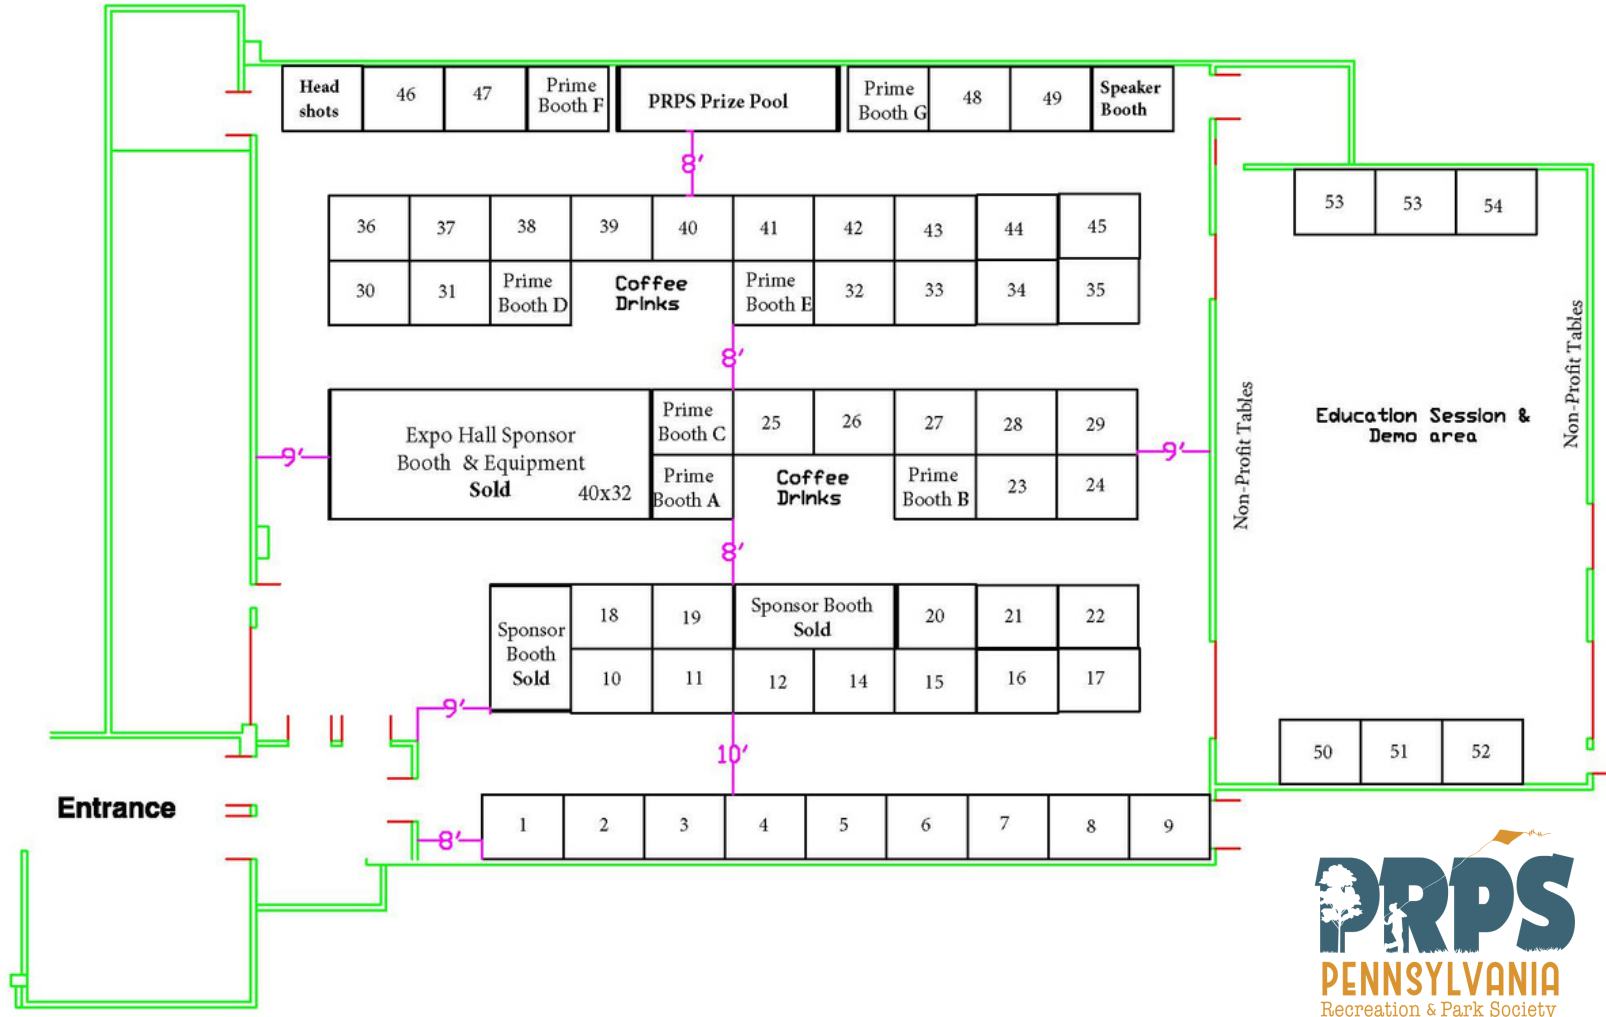 Head
shots
46
47
Prime
Booth F
PRPS Prize Pool
Prime
Booth G
48
49
Speaker
Booth
8'
53
53
54
36
37
38
39
40
41
42
43
44
45
30
31
Prime
Booth D
Coffee
Drinks
Prime
Booth E
32
33
34
35
8'
Non-Profit Tables
Non-Profit Tables
Education Session &
Demo area
Expo Hall Sponsor
Booth & Equipment
Sold
40x32
Prime
Booth C
25
26
27
28
29
9'
9'
Prime
Booth A
Coffee
Drinks
Prime
Booth B
23
24
8'
Sponsor
Booth
Sold
18
19
Sponsor Booth
Sold
20
21
22
10
11
12
14
15
16
17
9'
10'
50
51
52
Entrance
8'
1
2
3
4
5
6
7
8
9
PRPS
PENNSYLVANIA
Recreation & Park Society